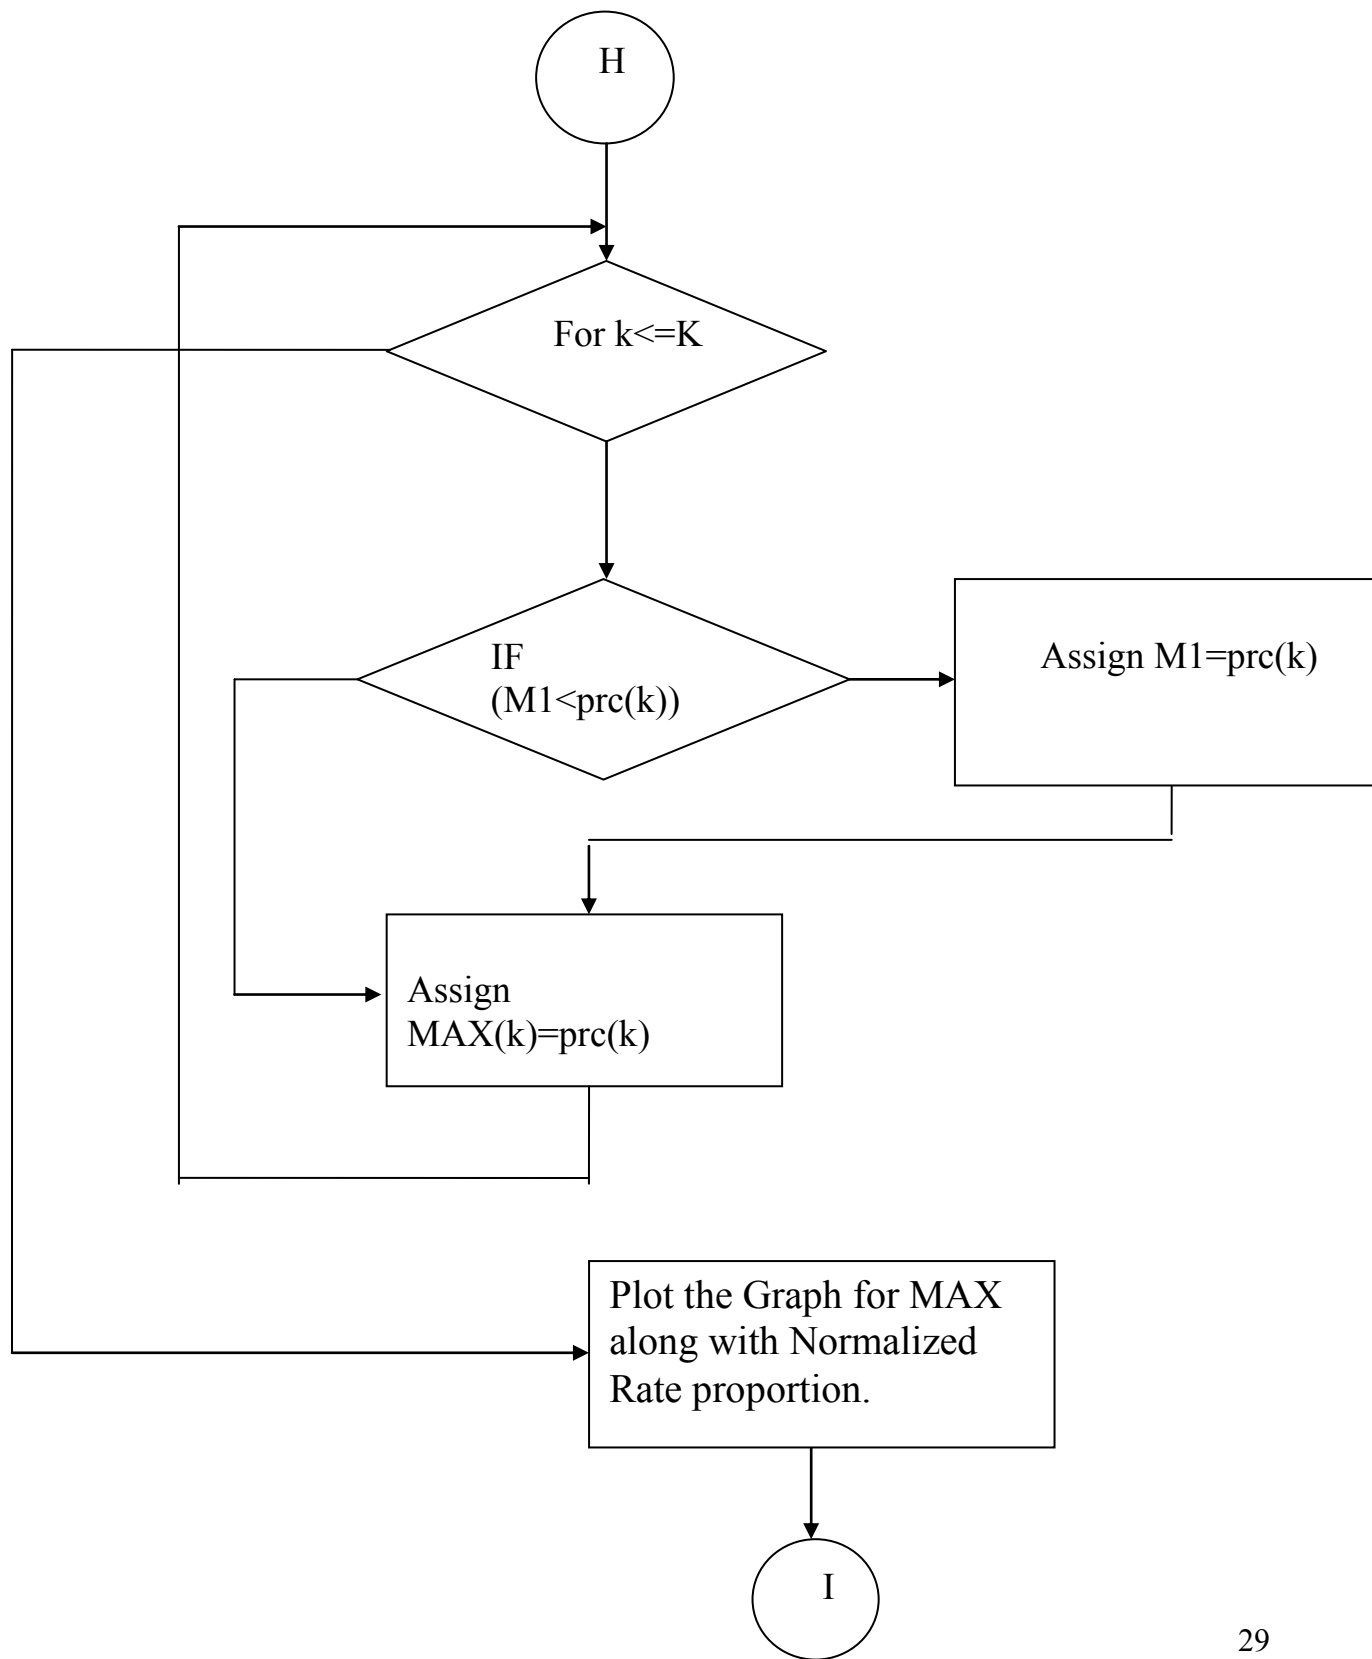 H
For k<=K
IF
(M1<prc(k))
Assign M1=prc(k)
Assign
MAX(k)=prc(k)
Plot the Graph for MAX
along with Normalized
Rate proportion.
I
29